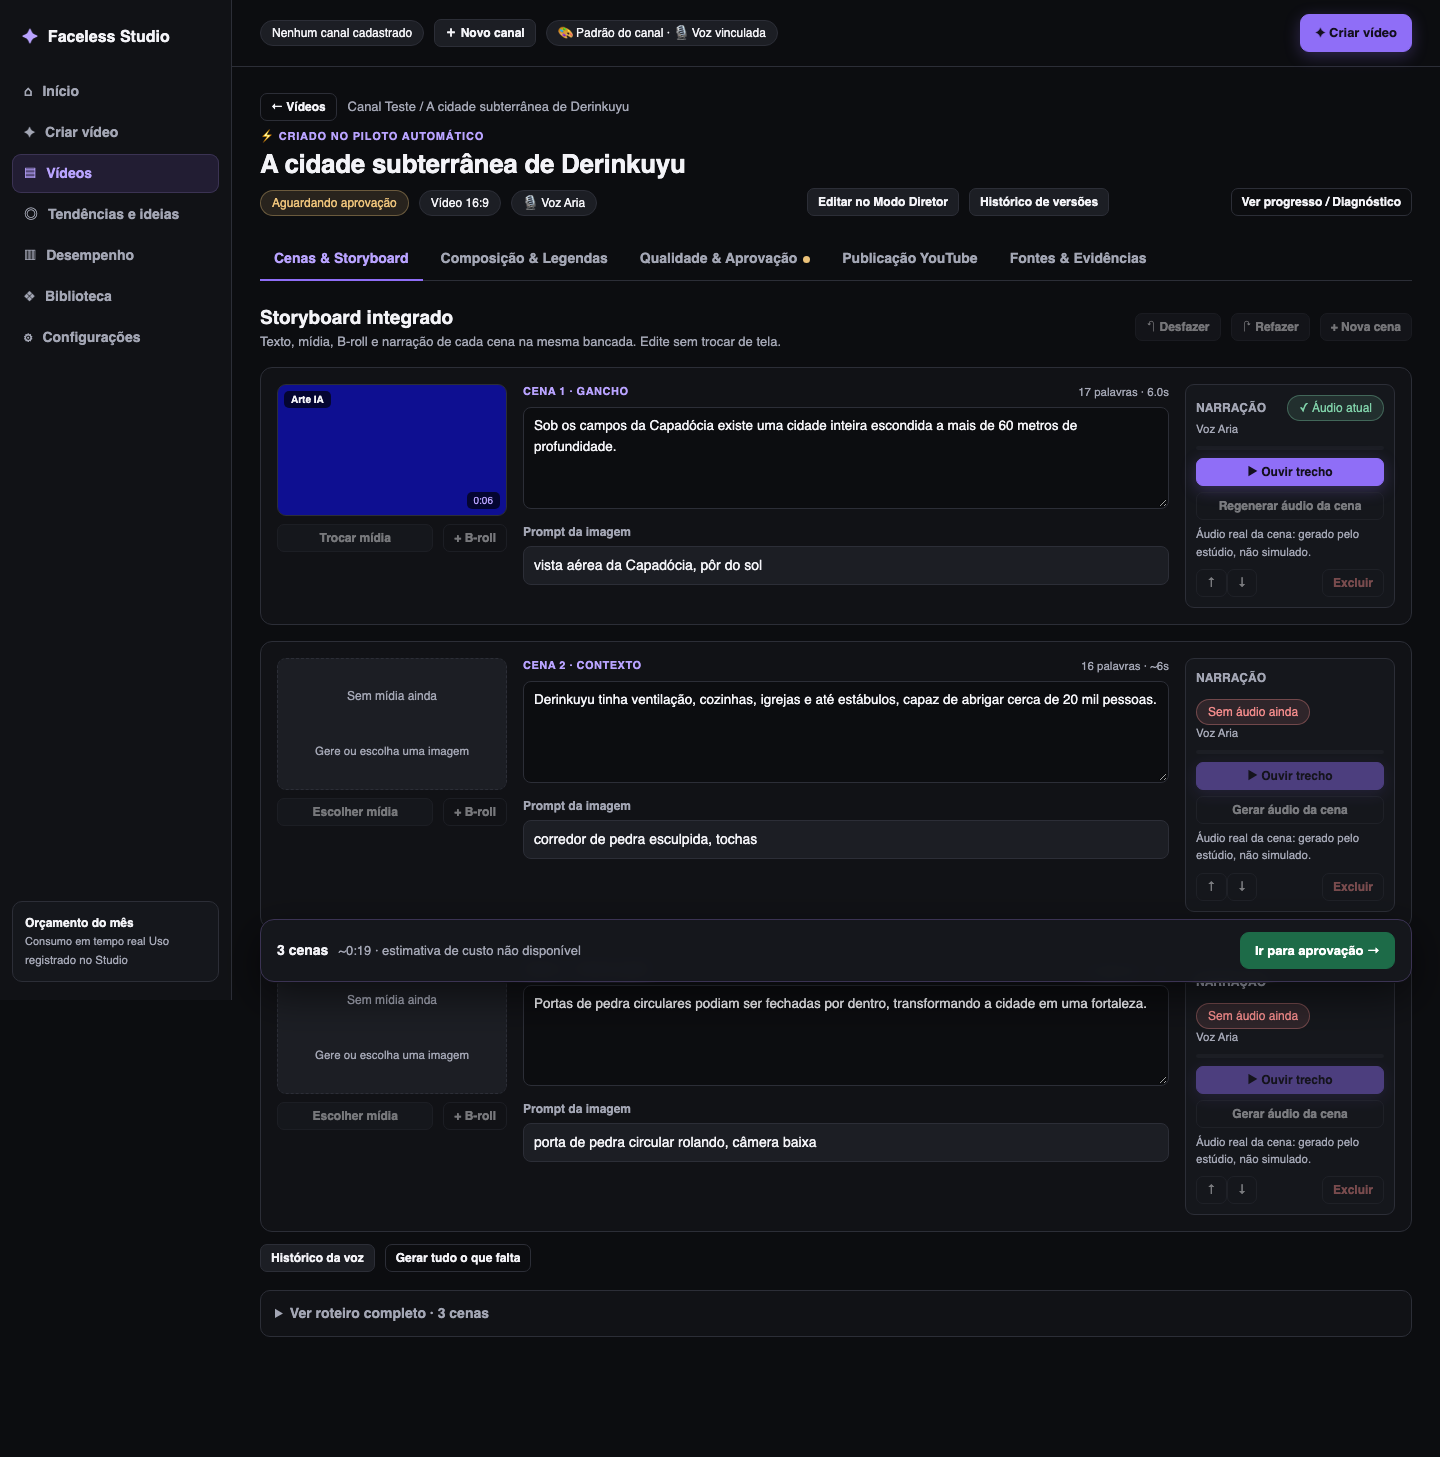 Faceless Studio
Início
Criar vídeo
Vídeos
Tendências e ideias
Desempenho
Biblioteca
Configurações
Orçamento do mês
Consumo em tempo real Uso
registrado no Studio
Nenhum canal cadastrado
+ Novo canal
Padrão do canal · Voz vinculada
Criar vídeo
← Vídeos
Canal Teste / A cidade subterrânea de Derinkuyu
CRIADO NO PILOTO AUTOMÁTICO
A cidade subterrânea de Derinkuyu
Aguardando aprovação
Vídeo 16:9
Voz Aria
Editar no Modo Diretor
Histórico de versões
Ver progresso / Diagnóstico
Cenas & Storyboard
Composição & Legendas
Qualidade & Aprovação
Publicação YouTube
Fontes & Evidências
Storyboard integrado
Texto, mídia, B-roll e narração de cada cena na mesma bancada. Edite sem trocar de tela.
Desfazer
Refazer
+ Nova cena
Arte IA
0:06
Trocar mídia
+ B-roll
CENA 1 · GANCHO
17 palavras · 6.0s
Sob os campos da Capadócia existe uma cidade inteira escondida a mais de 60 metros de
profundidade.
Prompt da imagem
vista aérea da Capadócia, pôr do sol
NARRAÇÃO
✓ Áudio atual
Voz Aria
▶ Ouvir trecho
Regenerar áudio da cena
Áudio real da cena: gerado pelo
estúdio, não simulado.
↑
↓
Excluir
Sem mídia ainda
Gere ou escolha uma imagem
Escolher mídia
+ B-roll
CENA 2 · CONTEXTO
16 palavras · ~6s
Derinkuyu tinha ventilação, cozinhas, igrejas e até estábulos, capaz de abrigar cerca de 20 mil pessoas.
Prompt da imagem
corredor de pedra esculpida, tochas
NARRAÇÃO
Sem áudio ainda
Voz Aria
▶ Ouvir trecho
Gerar áudio da cena
Áudio real da cena: gerado pelo
estúdio, não simulado.
↑
↓
Excluir
3 cenas
~0:19 · estimativa de custo não disponível
Ir para aprovação →
Sem mídia ainda
Gere ou escolha uma imagem
Escolher mídia
+ B-roll
Portas de pedra circulares podiam ser fechadas por dentro, transformando a cidade em uma fortaleza.
Prompt da imagem
porta de pedra circular rolando, câmera baixa
NARRAÇÃO
Sem áudio ainda
Voz Aria
▶ Ouvir trecho
Gerar áudio da cena
Áudio real da cena: gerado pelo
estúdio, não simulado.
↑
↓
Excluir
Histórico da voz
Gerar tudo o que falta
▶ Ver roteiro completo · 3 cenas